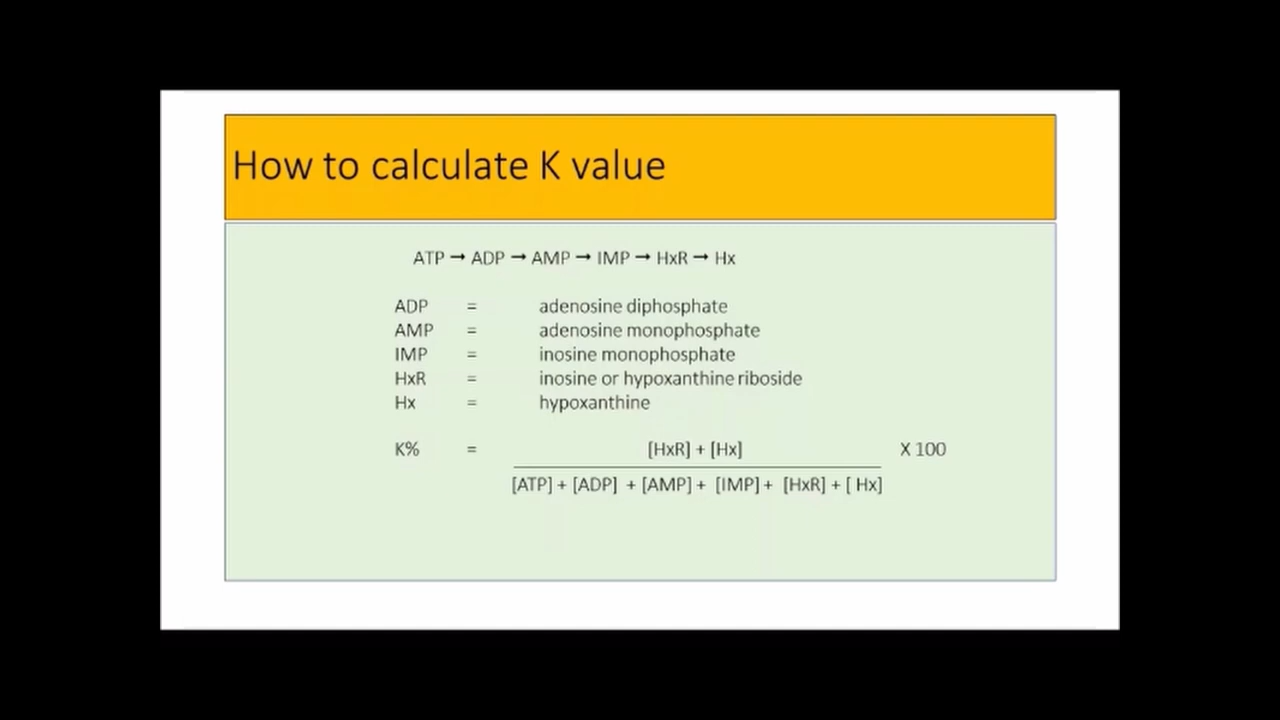 How to calculate K value
ATP → ADP → AMP → IMP → HxR → Hx
ADP = adenosine diphosphate
AMP = adenosine monophosphate
IMP = inosine monophosphate
HxR = inosine or hypoxanthine riboside
Hx = hypoxanthine
K% = [HxR] + [Hx] X 100
[ATP] + [ADP] + [AMP] + [IMP] + [HxR] + [ Hx]